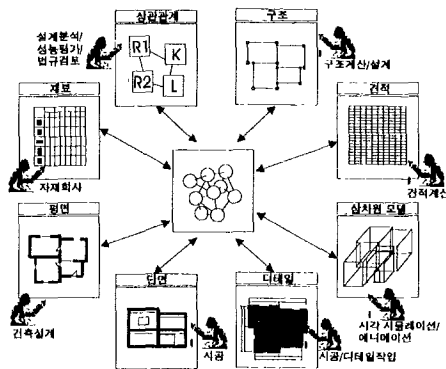 상관관계
구조
설계분석/
성능평가/
법규검토
R1
K
R2
L
구조계산/설계
재료
견적
자재회사
견적계산
평면
삼차원 모델
단면
디테일
건축설계
시공
시공/디테일작업
시각 시뮬레이션/
애니메이션